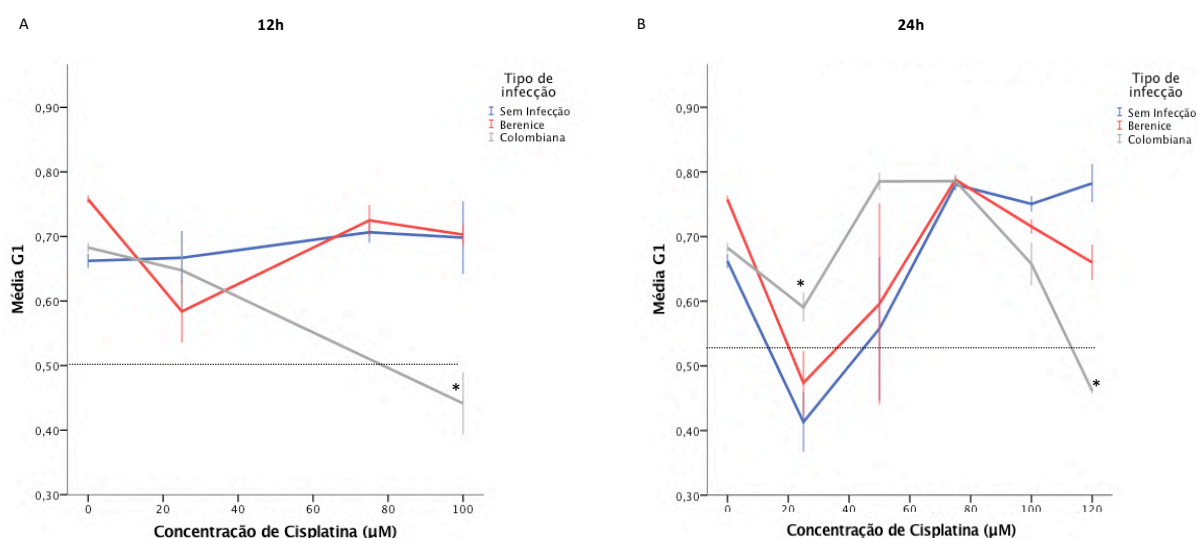 A
12h
Tipo de
infecção
Sem Infecção
Berenice
Colombiana
Média G1
0,90
0,80
0,70
0,60
0,50
0,40
0,30
*
0
20
40
60
80
100
Concentração de Cisplatina (µM)
B
24h
Tipo de
infecção
Sem Infecção
Berenice
Colombiana
Média G1
0,90
0,80
0,70
0,60
0,50
0,40
0,30
*
*
0
20
40
60
80
100
120
Concentração de Cisplatina (µM)